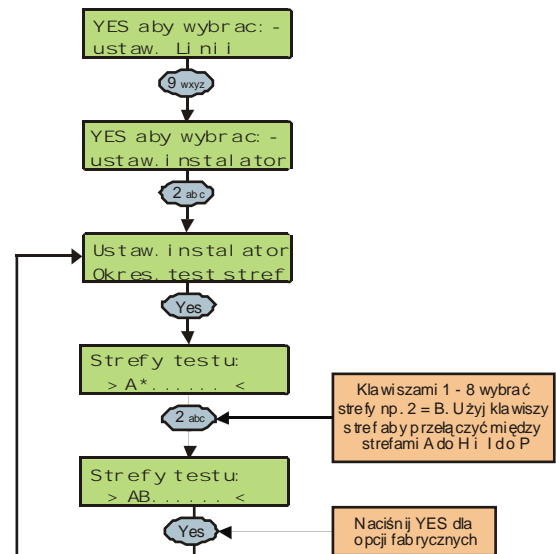 YES aby wybrac: -
ustaw. Linii
9 wxyz
YES aby wybrac: -
ustaw.instalator
2 abc
Ustaw.instalator
Okres.test stref
Yes
Strefy testu:
> A*...... <
Klawiszami 1 - 8 wybrać
strefy np. 2 = B. Użyj klawiszy
stref aby przełączyć między
strefami A do H i I do P
2 abc
Strefy testu:
> AB...... <
Yes
Naciśnij YES dla
opcji fabrycznych